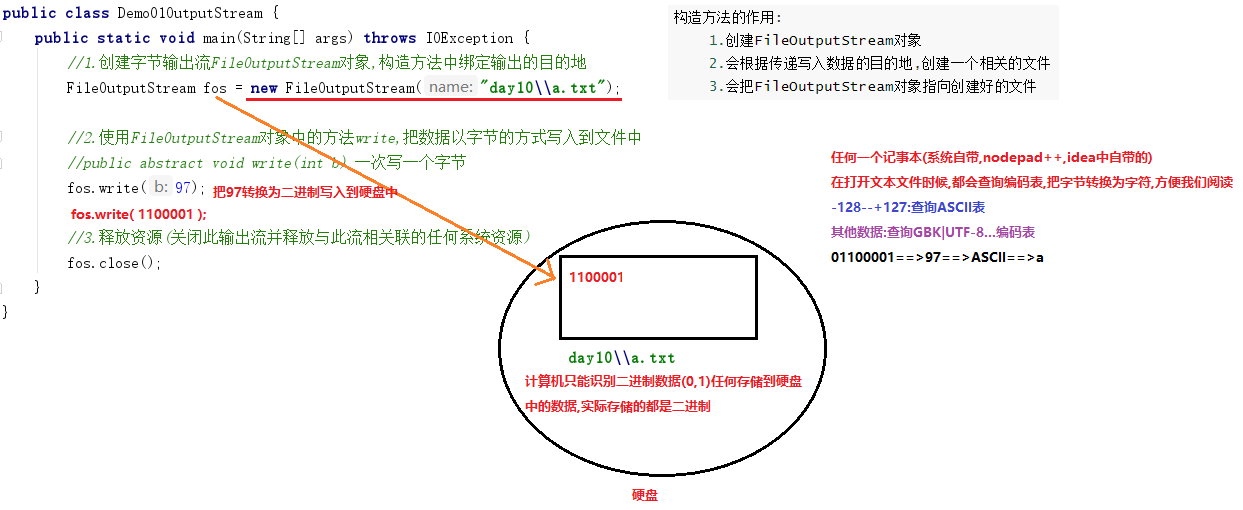 public class Demo01OutputStream {
public static void main(String[] args) throws IOException {
//1.创建字节输出流FileOutputStream对象,构造方法中绑定输出的目的地
FileOutputStream fos = new FileOutputStream( name: "day10\\a.txt");
//2.使用FileOutputStream对象中的方法write,把数据以字节的方式写入到文件中
//public abstract void write(int b) 一次写一个字节
fos.write( b: 97); 把97转换为二进制写入到硬盘中
fos.write( 1100001 );
//3.释放资源(关闭此输出流并释放与此流相关联的任何系统资源)
fos.close();
}
}
构造方法的作用:
1.创建FileOutputStream对象
2.会根据传递写入数据的目的地,创建一个相关的文件
3.会把FileOutputStream对象指向创建好的文件
任何一个记事本(系统自带,nodepad++,idea中自带的)
在打开文本文件时候,都会查询编码表,把字节转换为字符,方便我们阅读
-128--+127:查询ASCII表
其他数据:查询GBK|UTF-8...编码表
01100001==>97==>ASCII==>a
1100001
day10\\a.txt
计算机只能识别二进制数据(0,1)任何存储到硬盘
中的数据,实际存储的都是二进制
硬盘